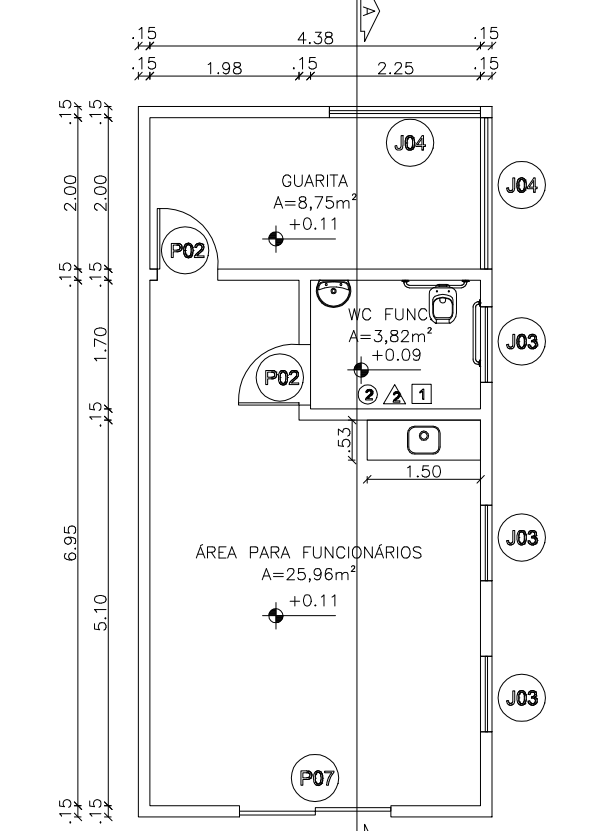 A
.15 4.38 .15
.15 1.98 .15 2.25 .15
.15 .15
J04
2.00 2.00
GUARITA
A=8,75m²
+0.11
J04
P02
.15 .15
WC FUNC.
A=3,82m²
+0.09
1.70
J03
P02
2 2 1
.15
.53
1.50
6.95
J03
ÁREA PARA FUNCIONÁRIOS
A=25,96m²
+0.11
5.10
J03
P07
.15 .15